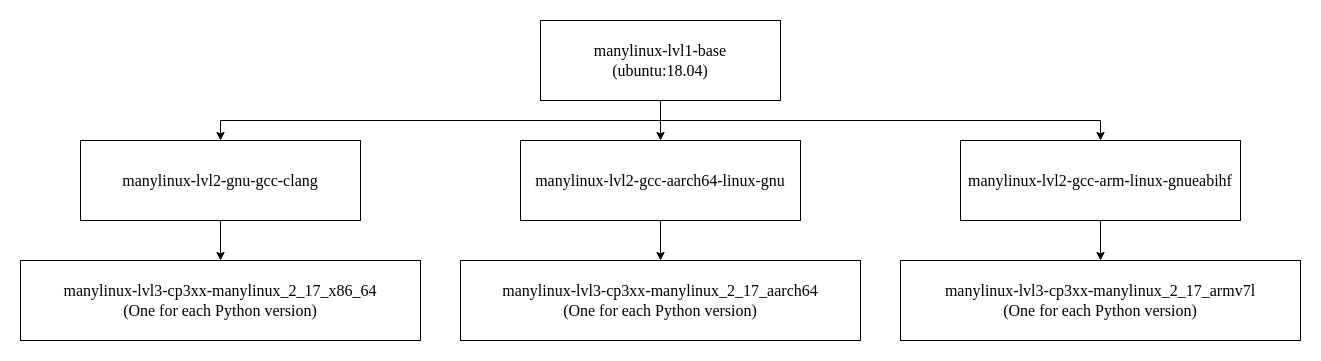 manylinux-lvl1-base
(ubuntu:18.04)
manylinux-lvl2-gnu-gcc-clang
manylinux-lvl2-gcc-aarch64-linux-gnu
manylinux-lvl2-gcc-arm-linux-gnueabihf
manylinux-lvl3-cp3xx-manylinux_2_17_x86_64
(One for each Python version)
manylinux-lvl3-cp3xx-manylinux_2_17_aarch64
(One for each Python version)
manylinux-lvl3-cp3xx-manylinux_2_17_armv7l
(One for each Python version)